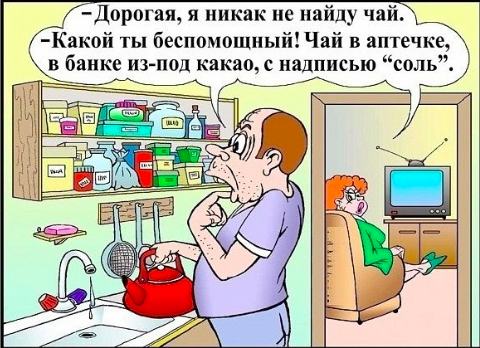 – Дорогая, я никак не найду чай.
–Какой ты беспомощный! Чай в аптечке,
в банке из-под какао, с надписью “соль”.